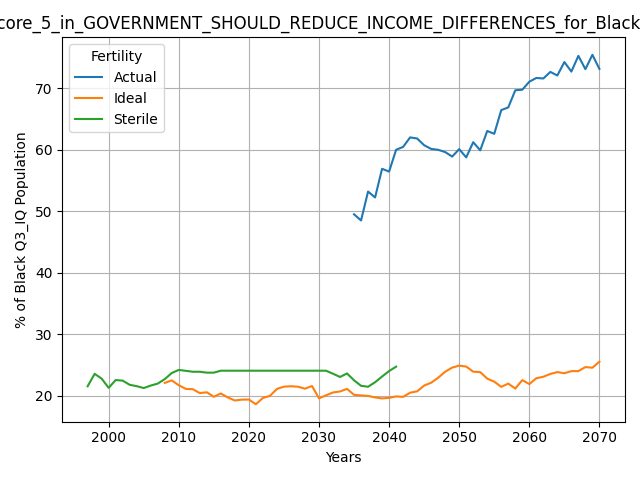 core_5_in_GOVERNMENT_SHOULD_REDUCE_INCOME_DIFFERENCES_for_Black
Fertility
Actual
Ideal
Sterile
% of Black Q3_IQ Population
70
60
50
40
30
20
2000 2010 2020 2030 2040 2050 2060 2070
Years